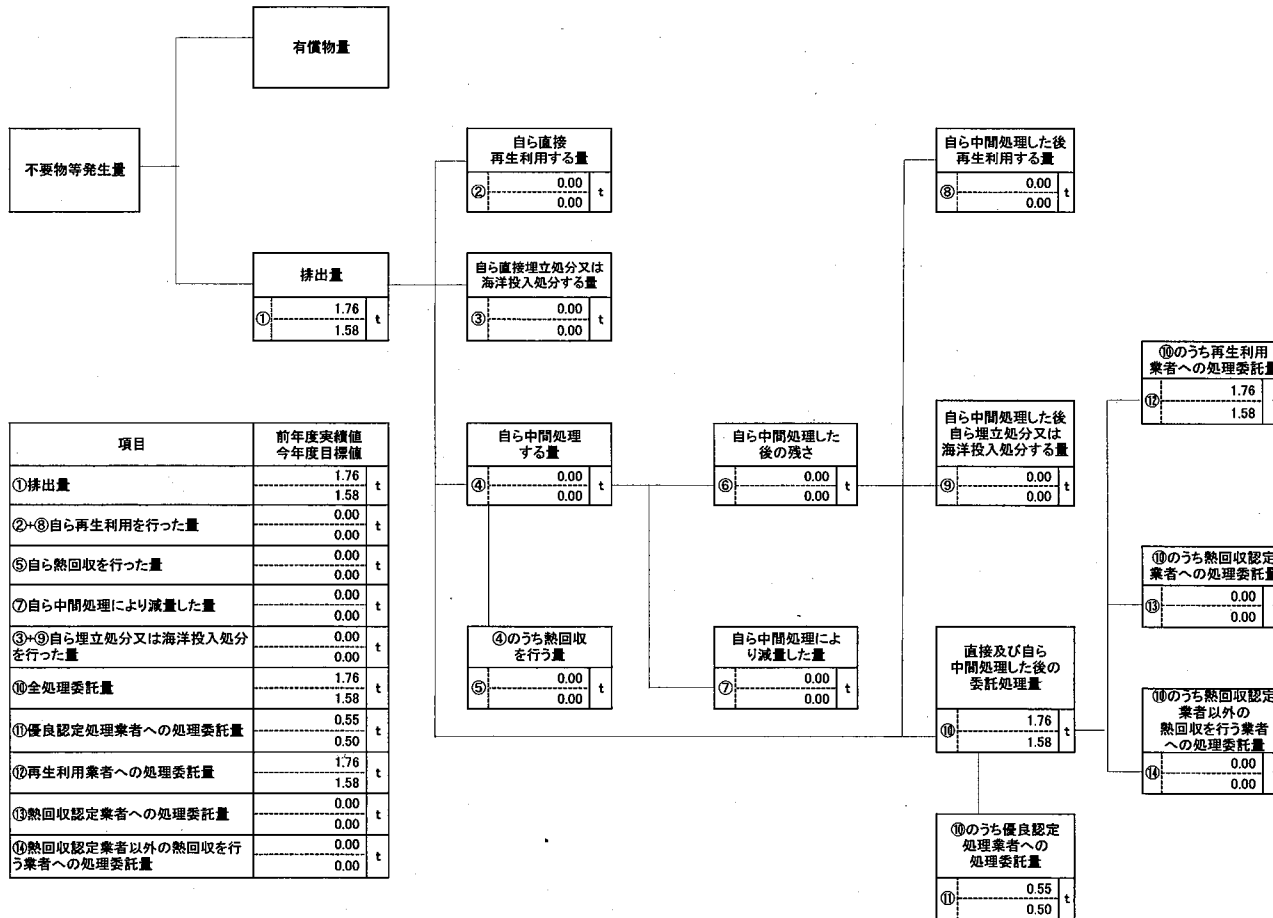 有償物量
不要物等発生量
排出量
①
1.76
1.58
t
自ら直接
再生利用する量
②
0.00
0.00
t
自ら直接埋立処分又は
海洋投入処分する量
③
0.00
0.00
t
自ら中間処理
する量
④
0.00
0.00
t
④のうち熱回収
を行う量
⑤
0.00
0.00
t
自ら中間処理した
後の残さ
⑥
0.00
0.00
t
自ら中間処理によ
り減量した量
⑦
0.00
0.00
t
自ら中間処理した後
再生利用する量
⑧
0.00
0.00
t
自ら中間処理した後
自ら埋立処分又は
海洋投入処分する量
⑨
0.00
0.00
t
直接及び自ら
中間処理した後の
委託処理量
⑩
1.76
1.58
t
⑩のうち優良認定
処理業者への
処理委託量
⑪
0.55
0.50
t
⑩のうち再生利用
業者への処理委託量
⑫
1.76
1.58
⑩のうち熱回収認定
業者への処理委託量
⑬
0.00
0.00
⑩のうち熱回収認定
業者以外の
熱回収を行う業者
への処理委託量
⑭
0.00
0.00
項目
前年度実績値
今年度目標値
①排出量
1.76
1.58
t
②+⑧自ら再生利用を行った量
0.00
0.00
t
⑤自ら熱回収を行った量
0.00
0.00
t
⑦自ら中間処理により減量した量
0.00
0.00
t
③+⑨自ら埋立処分又は海洋投入処分
を行った量
0.00
0.00
t
⑩全処理委託量
1.76
1.58
t
⑪優良認定処理業者への処理委託量
0.55
0.50
t
⑫再生利用業者への処理委託量
1.76
1.58
t
⑬熱回収認定業者への処理委託量
0.00
0.00
t
⑭熱回収認定業者以外の熱回収を行
う業者への処理委託量
0.00
0.00
t